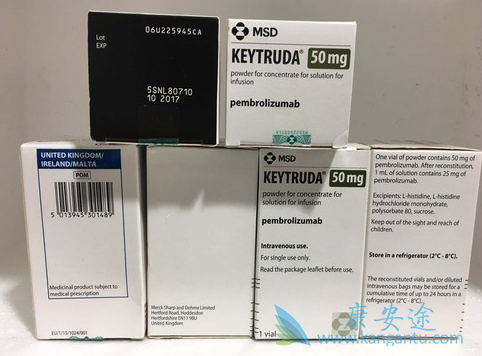 06U225945CA
Lot
EXP
5SNL80710
10 2017
MSD
KEYTRUDA® 50 mg
powder for concentrate for solution for
infusion
pembrolizumab
UNITED KINGDOM/
IRELAND/MALTA
POM
5 013945 301489
Medicinal product subject to
medical prescription
EU/1/15/1024/001
Merck Sharp and Dohme Limited
Hertford Road, Hoddesdon
Hertfordshire EN11 9BU
United Kingdom
MSD
KEYTRUDA® 50 mg
powder for concentrate for
solution for infusion
pembrolizumab
Intravenous use.
For single use only.
Read the package leaflet before use.
1 vial
One vial of powder contains 50 mg of
pembrolizumab. After reconstitution,
1 mL of solution contains 25 mg of
pembrolizumab.
Excipients: L-histidine, L-histidine
hydrochloride monohydrate,
polysorbate 80, sucrose.
Keep out of the sight and reach of
children.
Store in a refrigerator (2°C - 8°C).
The reconstituted vials and/or diluted
intravenous bags may be stored for a
cumulative time of up to 24 hours in a
refrigerator (2°C - 8°C).
康安途
www.kangantu.com